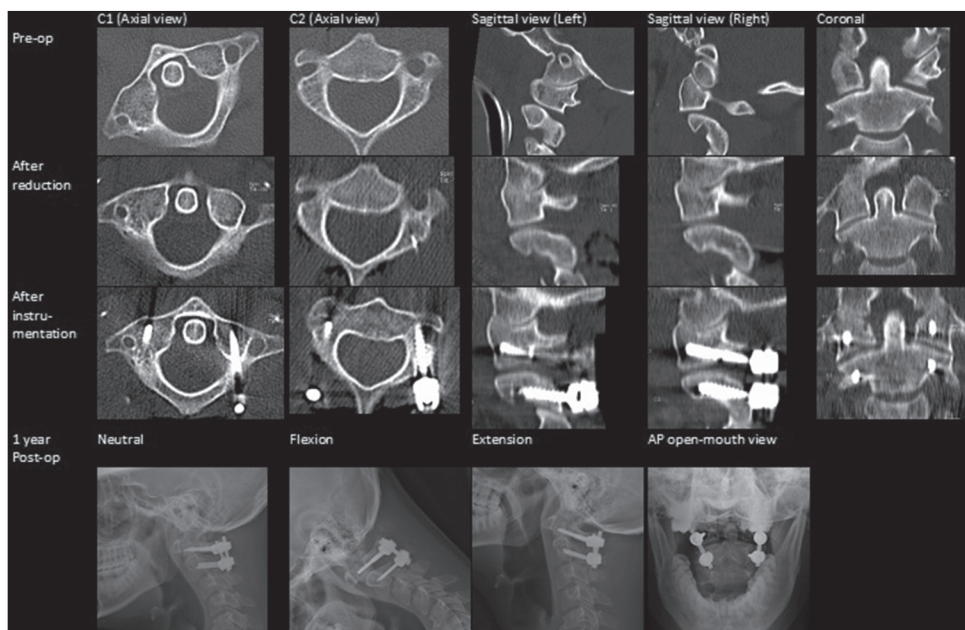 C1 (Axial view) C2 (Axial view) Sagittal view (Left) Sagittal view (Right) Coronal
Pre-op
After
reduction
After
instru-
mentation
1 year
Post-op
Neutral Flexion Extension AP open-mouth view